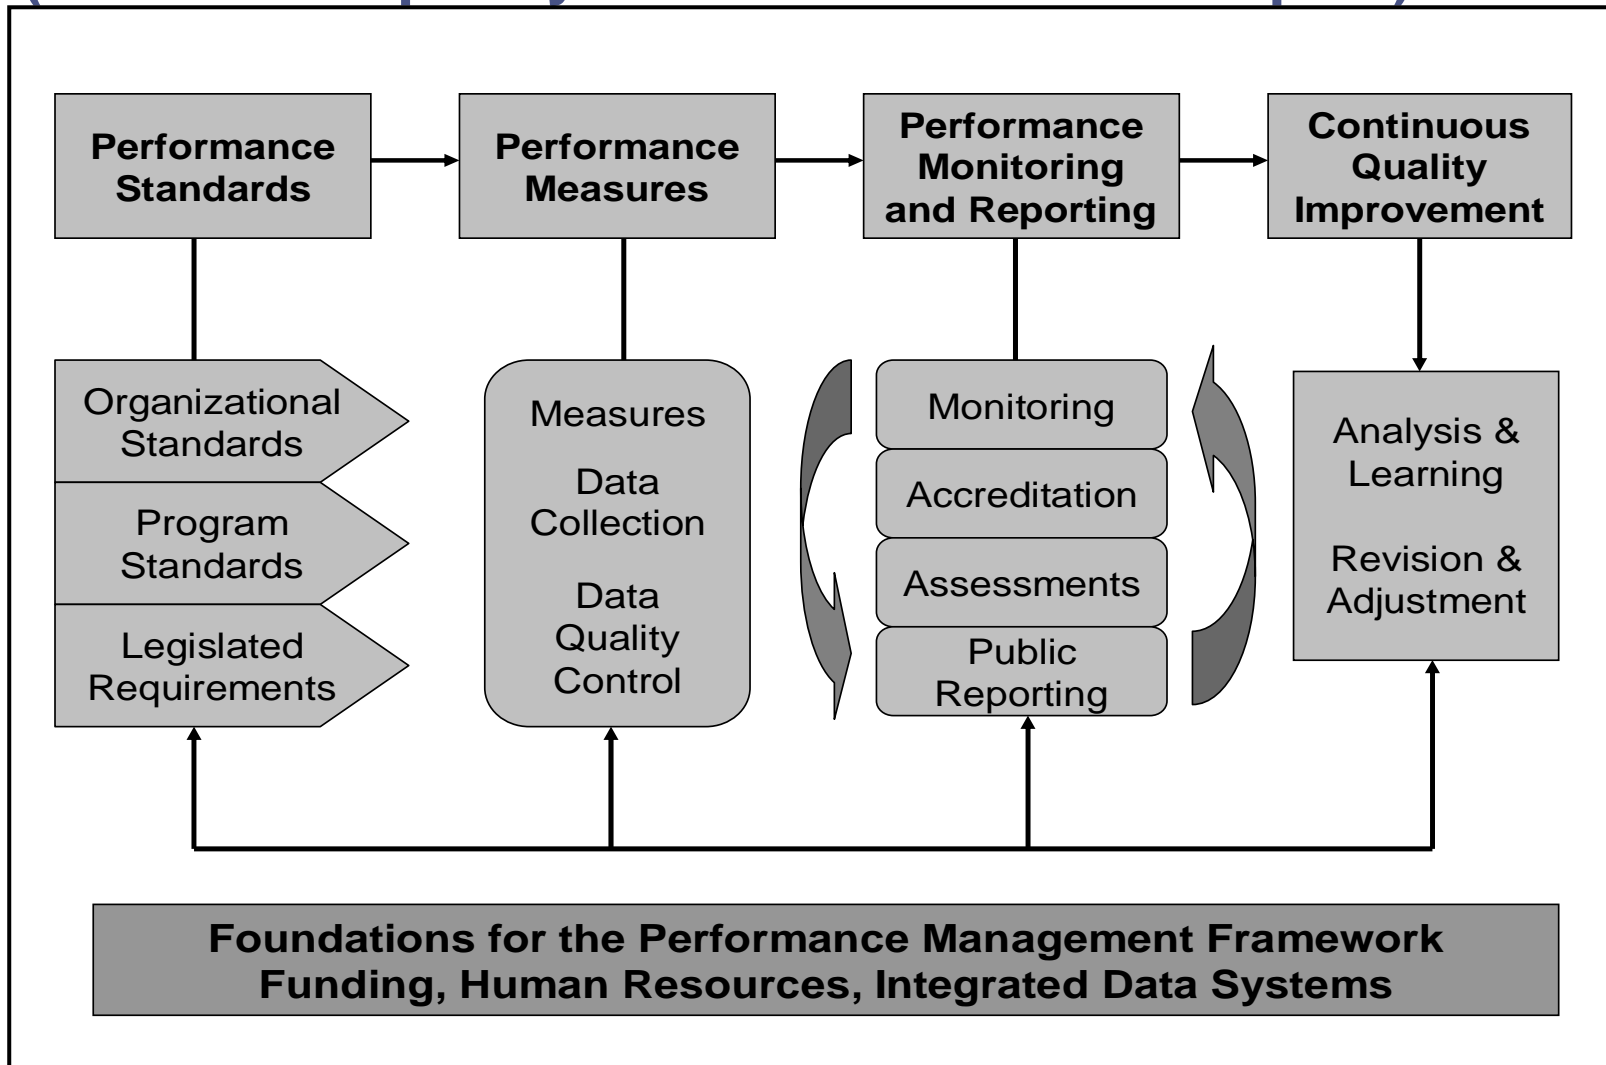 Performance
Standards
Performance
Measures
Performance
Monitoring
and Reporting
Continuous
Quality
Improvement
Organizational
Standards
Program
Standards
Legislated
Requirements
Measures
Data
Collection
Data
Quality
Control
Monitoring
Accreditation
Assessments
Public
Reporting
Analysis &
Learning
Revision &
Adjustment
Foundations for the Performance Management Framework
Funding, Human Resources, Integrated Data Systems